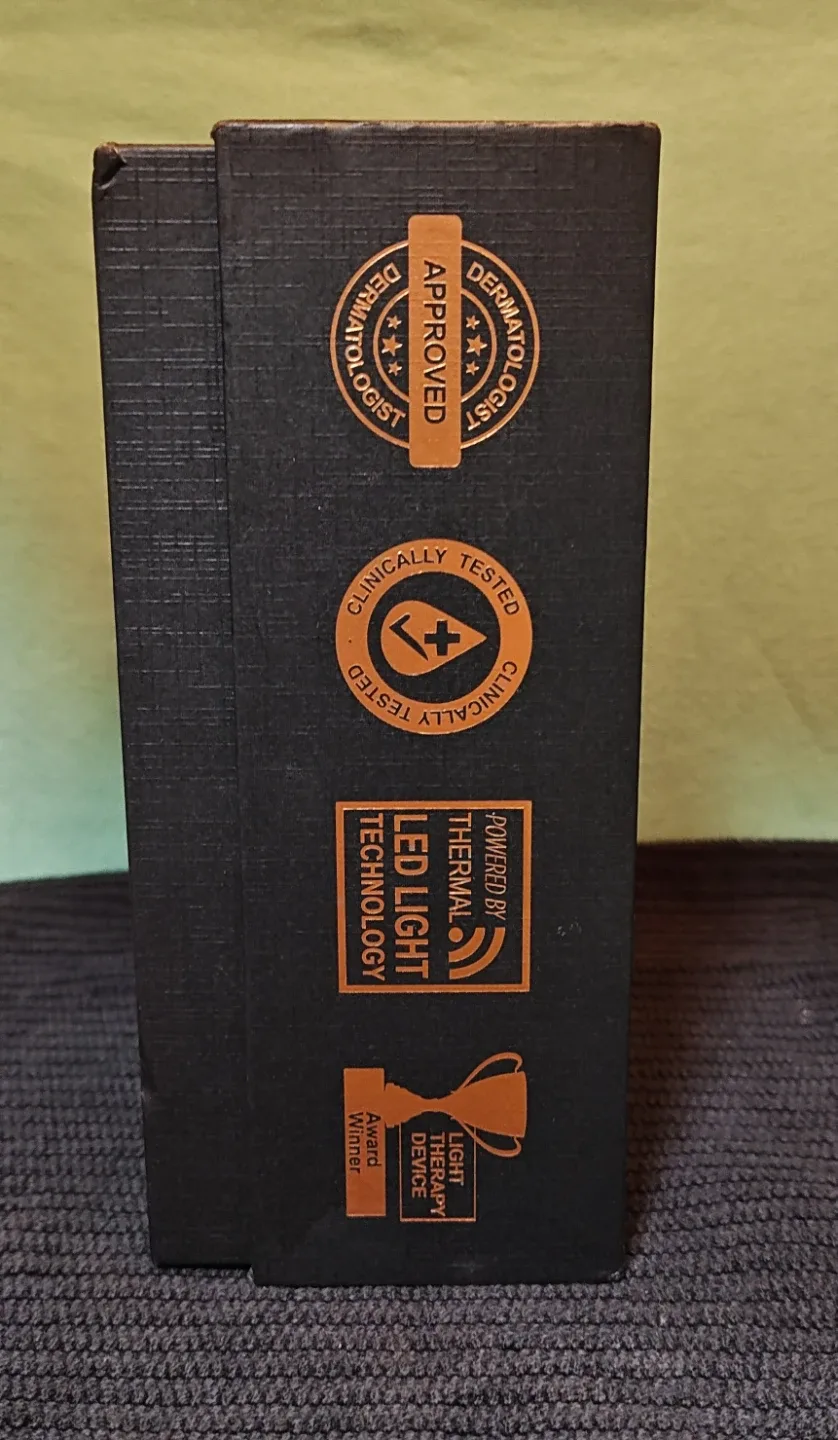 DERMATOLOGIST
APPROVED
DERMATOLOGIST
CLINICALLY TESTED
CLINICALLY TESTED
POWERED BY
THERMAL
LED LIGHT
TECHNOLOGY
LIGHT
THERAPY
DEVICE
Award
Winner